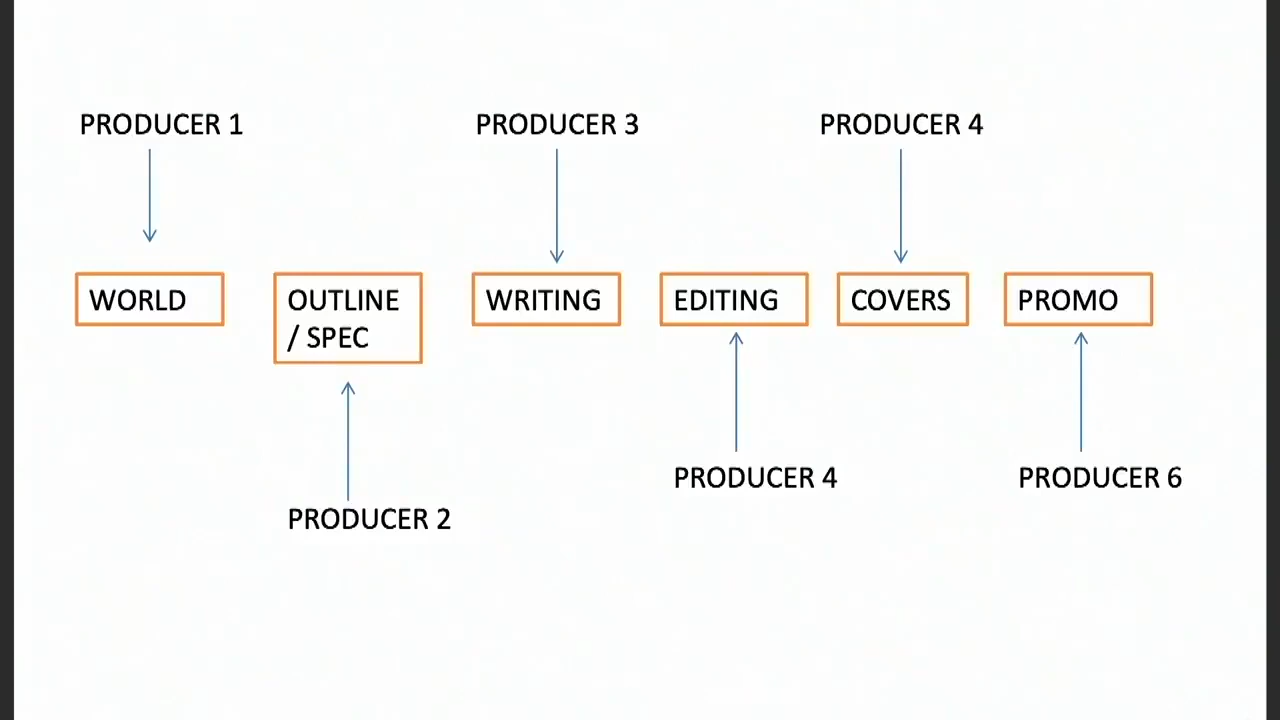 PRODUCER 1
PRODUCER 3
PRODUCER 4
WORLD
OUTLINE
/ SPEC
WRITING
EDITING
COVERS
PROMO
PRODUCER 4
PRODUCER 6
PRODUCER 2